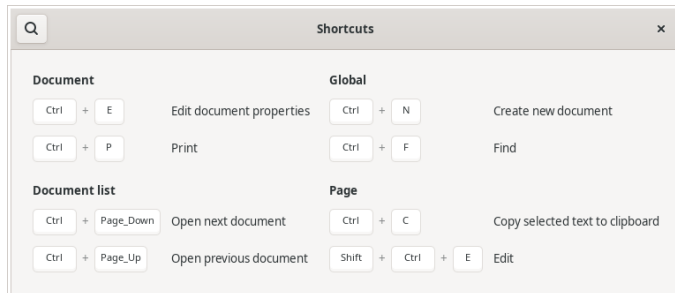 Shortcuts ×
Document
Ctrl + E Edit document properties
Ctrl + P Print
Document list
Ctrl + Page_Down Open next document
Ctrl + Page_Up Open previous document
Global
Ctrl + N Create new document
Ctrl + F Find
Page
Ctrl + C Copy selected text to clipboard
Shift + Ctrl + E Edit